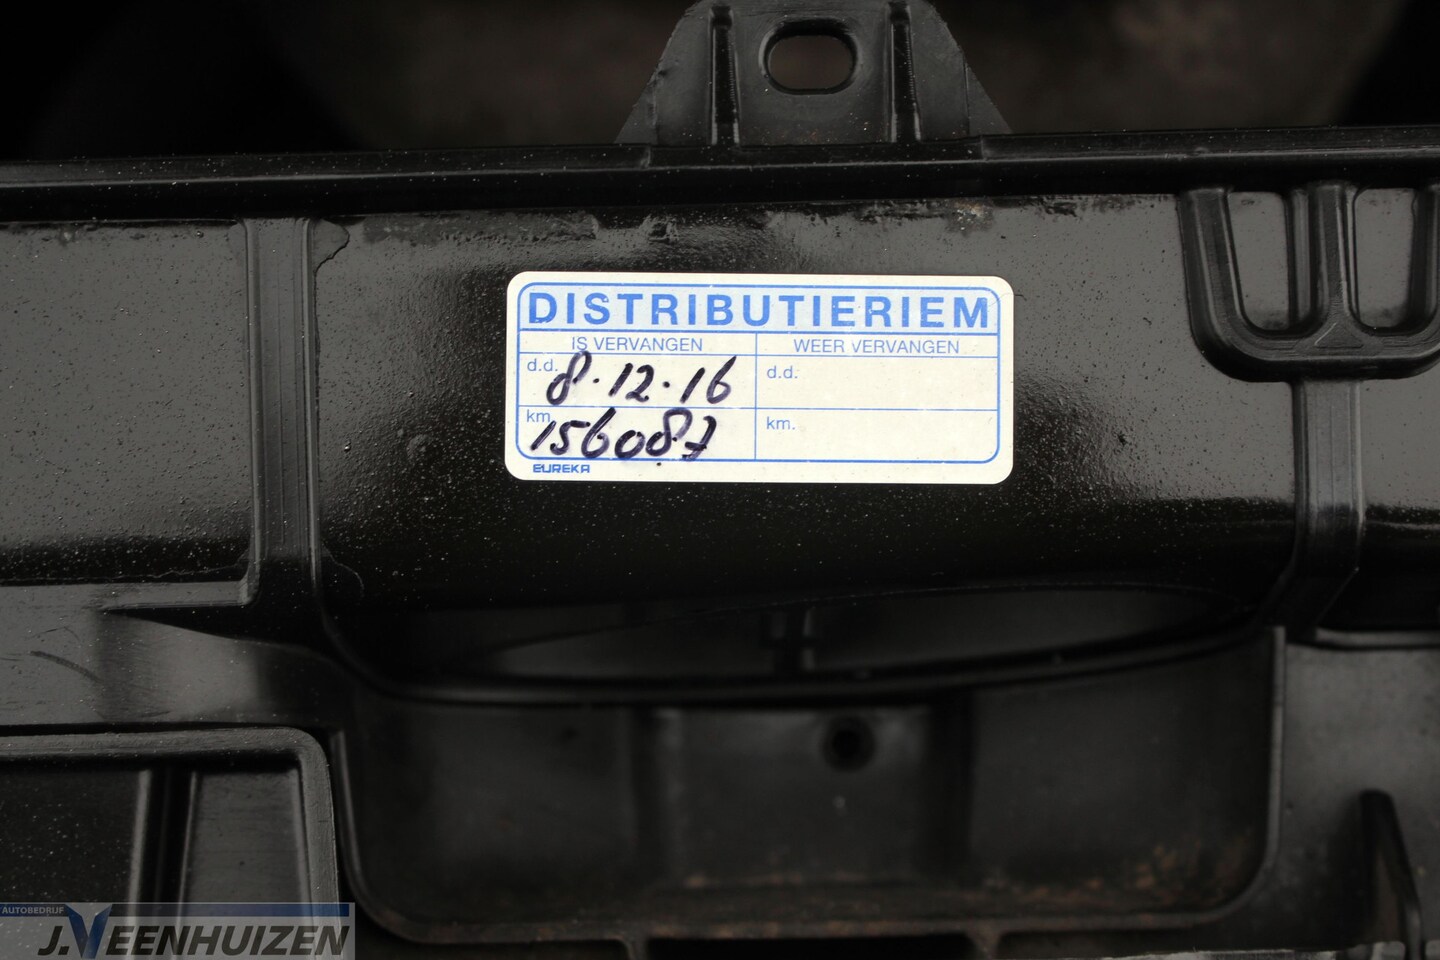 DISTRIBUTIERIEM
IS VERVANGEN
WEER VERVANGEN
d.d. 8.12.16
d.d.
km. 156087
km.
EUREKA
AUTOBEDRIJF
J.VEENHUIZEN